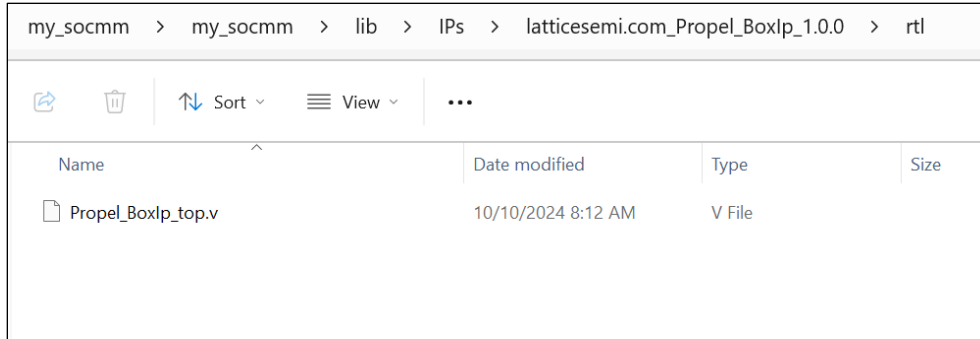 my_socmm > my_socmm > lib > IPs > latticesemi.com_Propel_BoxIp_1.0.0 > rtl
Sort View ...
Name Date modified Type Size
Propel_BoxIp_top.v 10/10/2024 8:12 AM V File